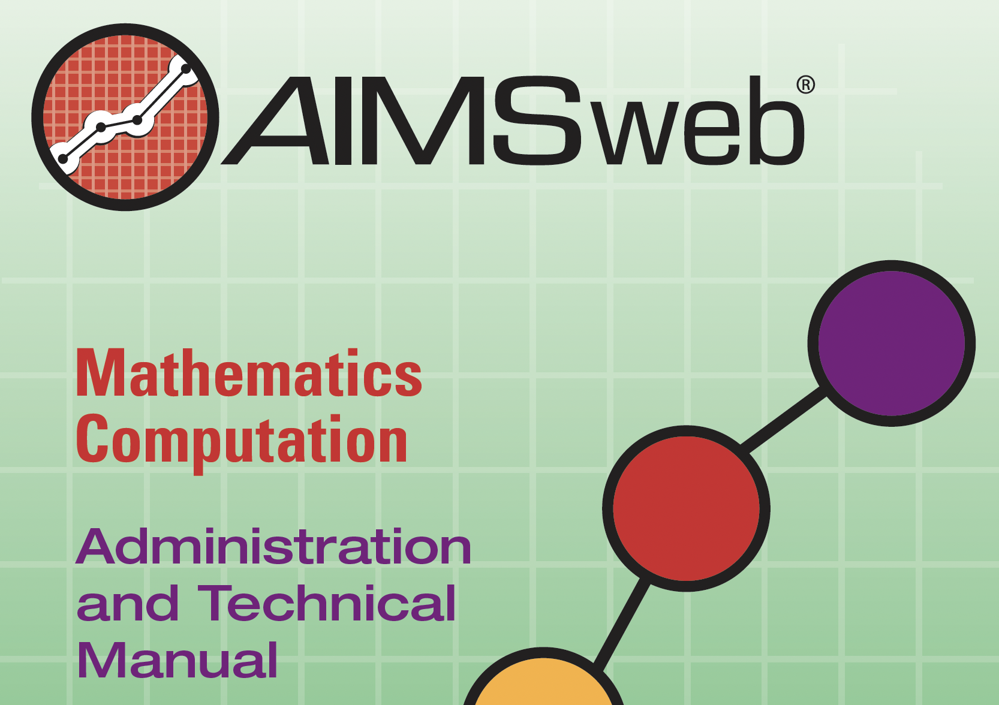 AIMSweb®
Mathematics
Computation
Administration
and Technical
Manual